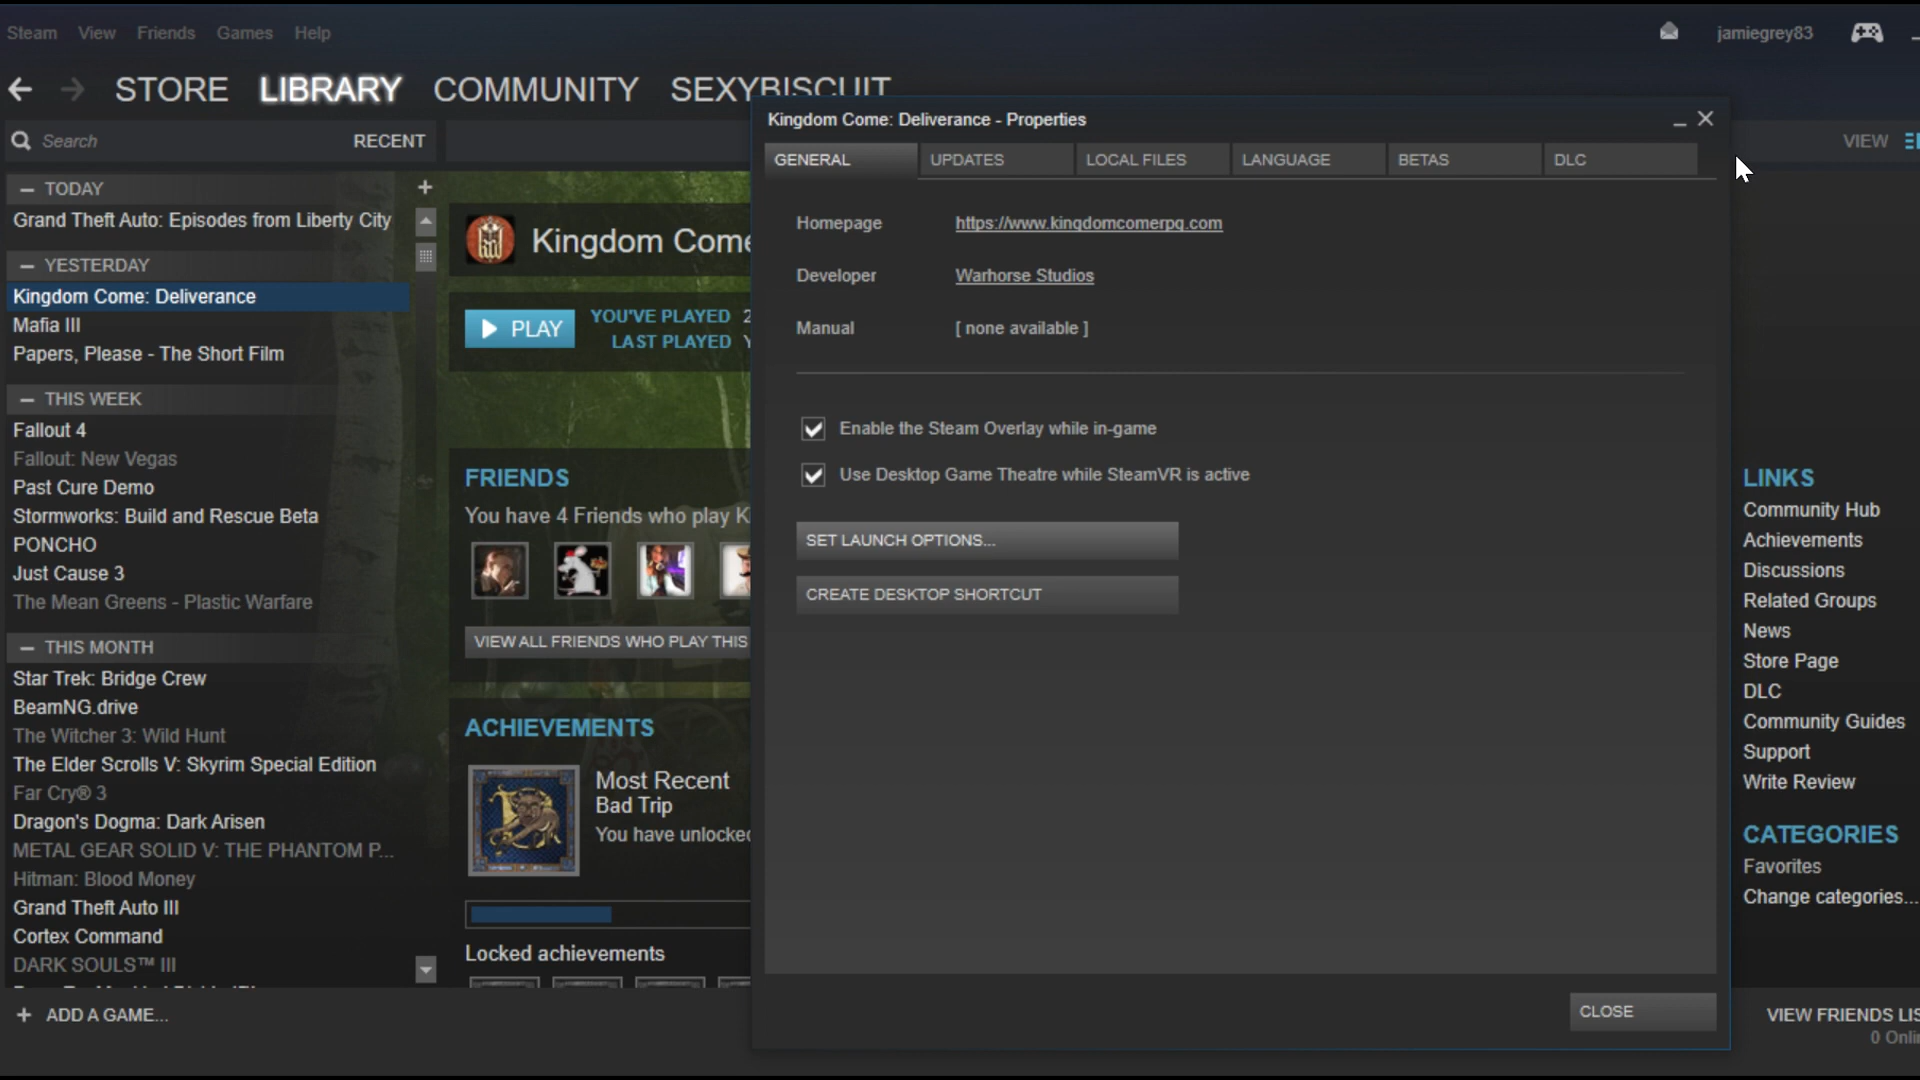 Steam View Friends Games Help
jamiegrey83
STORE LIBRARY COMMUNITY SEXYBISCUIT
Search RECENT
VIEW
— TODAY
Grand Theft Auto: Episodes from Liberty City
— YESTERDAY
Kingdom Come: Deliverance
Mafia III
Papers, Please - The Short Film
— THIS WEEK
Fallout 4
Fallout: New Vegas
Past Cure Demo
Stormworks: Build and Rescue Beta
PONCHO
Just Cause 3
The Mean Greens - Plastic Warfare
— THIS MONTH
Star Trek: Bridge Crew
BeamNG.drive
The Witcher 3: Wild Hunt
The Elder Scrolls V: Skyrim Special Edition
Far Cry® 3
Dragon's Dogma: Dark Arisen
METAL GEAR SOLID V: THE PHANTOM P...
Hitman: Blood Money
Grand Theft Auto III
Cortex Command
DARK SOULS™ III
+ ADD A GAME...
Kingdom Come
PLAY
YOU'VE PLAYED 2
LAST PLAYED
FRIENDS
You have 4 Friends who play K
VIEW ALL FRIENDS WHO PLAY THIS
ACHIEVEMENTS
Most Recent
Bad Trip
You have unlocked
Locked achievements
Kingdom Come: Deliverance - Properties
GENERAL UPDATES LOCAL FILES LANGUAGE BETAS DLC
Homepage https://www.kingdomcomerpg.com
Developer Warhorse Studios
Manual [ none available ]
Enable the Steam Overlay while in-game
Use Desktop Game Theatre while SteamVR is active
SET LAUNCH OPTIONS...
CREATE DESKTOP SHORTCUT
CLOSE
LINKS
Community Hub
Achievements
Discussions
Related Groups
News
Store Page
DLC
Community Guides
Support
Write Review
CATEGORIES
Favorites
Change categories...
VIEW FRIENDS LIS
0 Onli